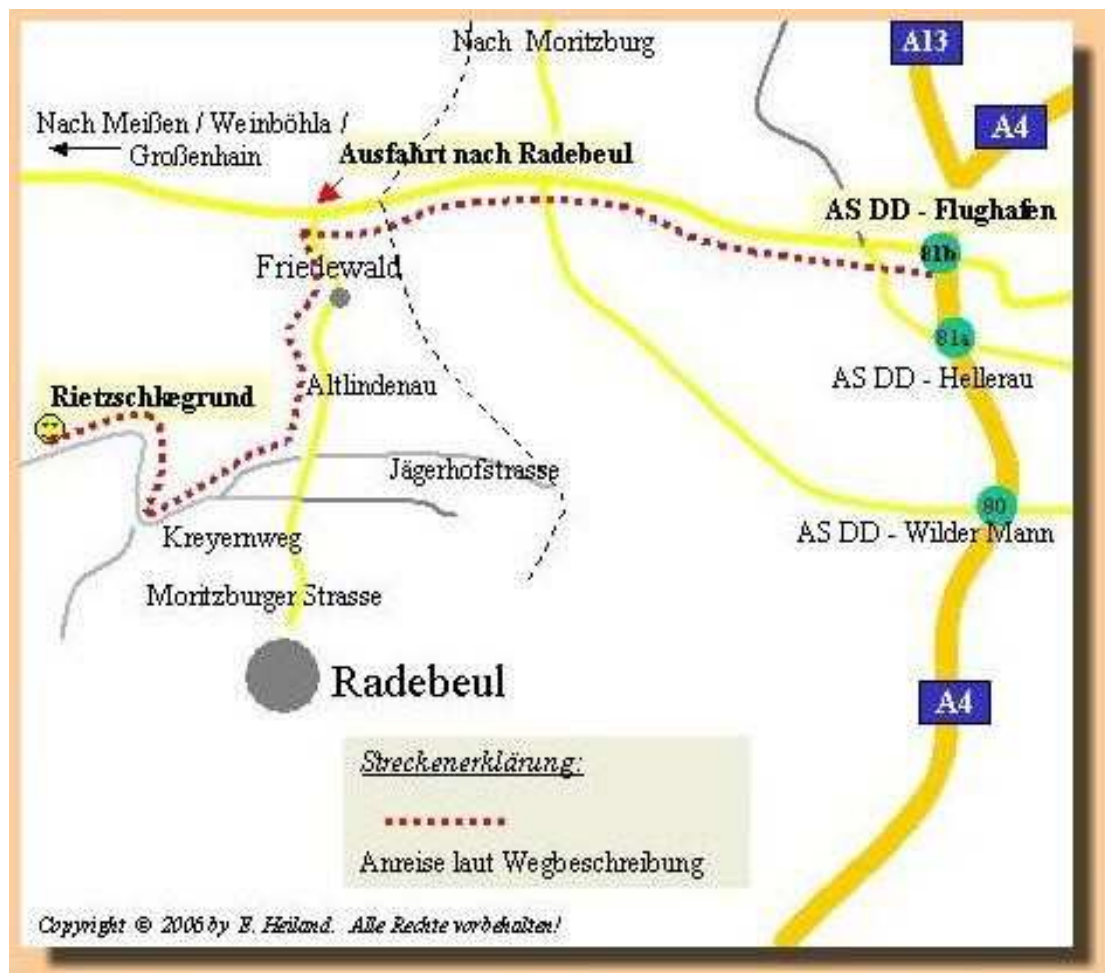 Nach Moritzburg
A13
Nach Meißen / Weinböhla /
Großenhain
A4
Ausfahrt nach Radebeul
AS DD - Flughafen
81b
Friedewald
81a
AS DD - Hellerau
Rietzschkegrund
Altlindenau
Jägerhofstrasse
80
AS DD - Wilder Mann
Kreyernweg
Moritzburger Strasse
Radebeul
A4
Streckenerklärung:
Anreise laut Wegbeschreibung
Copyright © 2006 by E. Heiland. Alle Rechte vorbehalten!